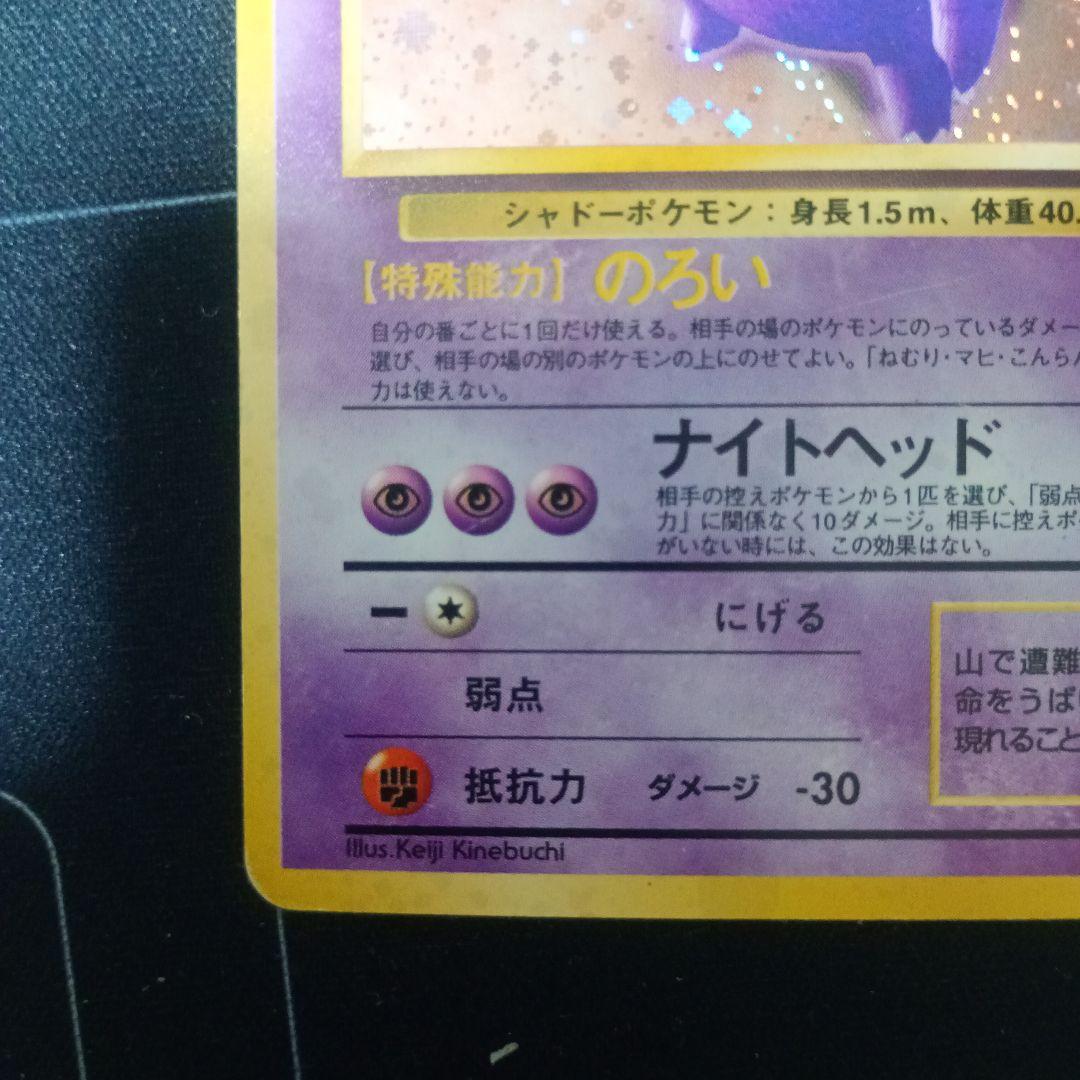 シャドーポケモン：身長1.5m、体重40.
【特殊能力】 のろい
自分の番ごとに1回だけ使える。相手の場のポケモンにのっているダメー
選び、相手の場の別のポケモンの上にのせてよい。「ねむり・マヒ・こんらん
力は使えない。
ナイトヘッド
相手の控えポケモンから1匹を選び、「弱点
力」に関係なく10ダメージ。相手に控えポ
がいない時には、この効果はない。
ー にげる
弱点
抵抗力 ダメージ -30
山で遭難
命をうば
現れること
Illus.Keiji Kinebuchi